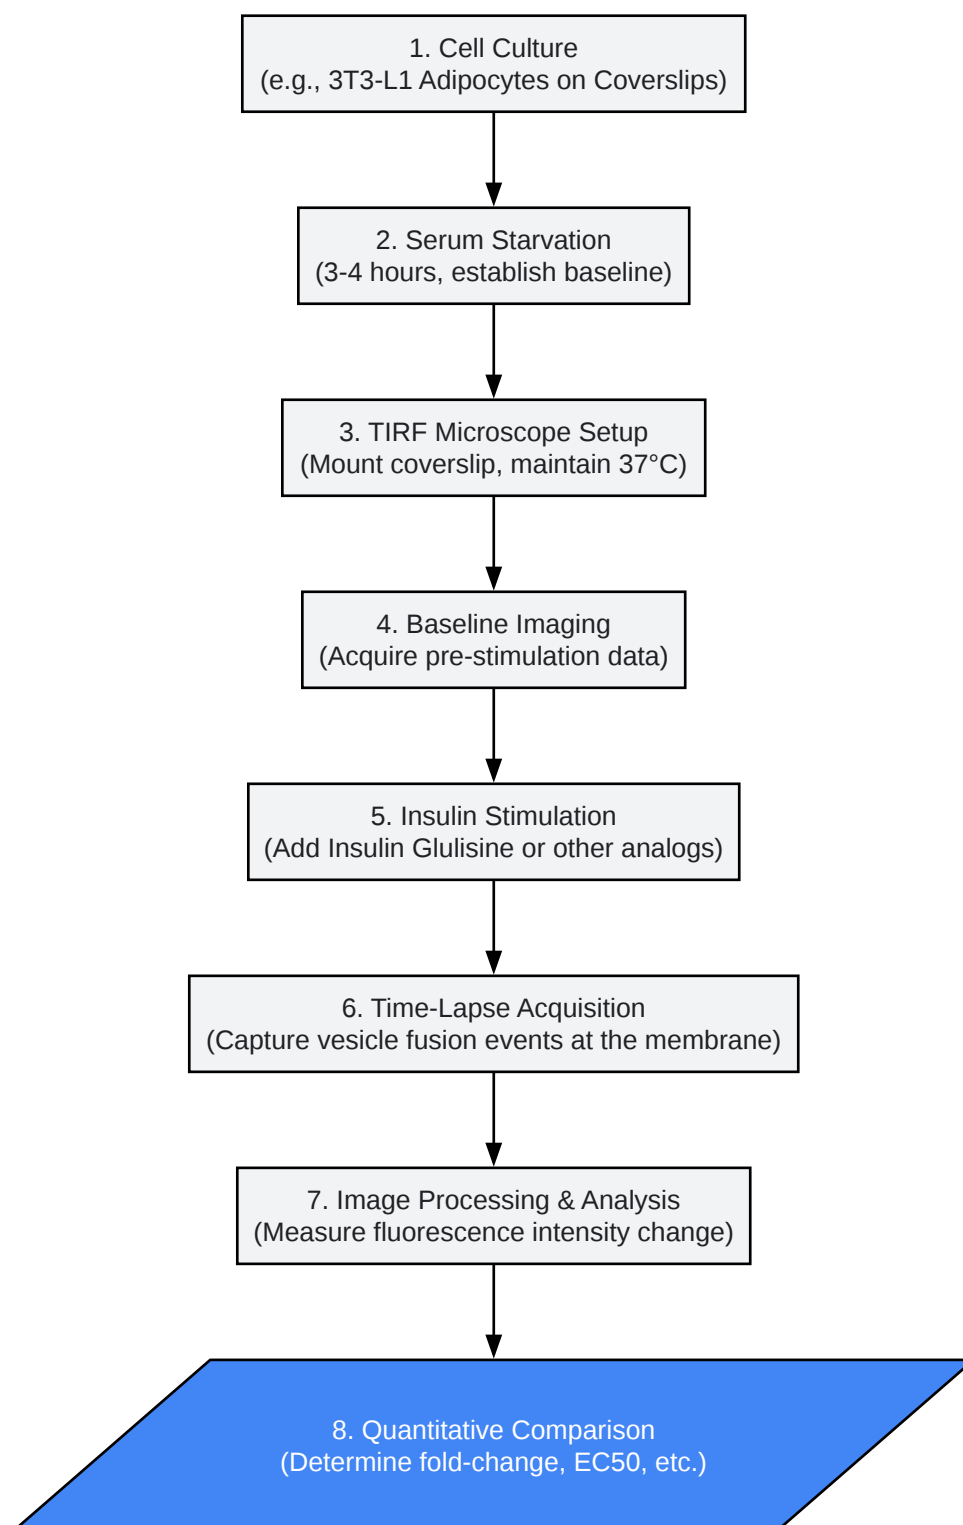 1. Cell Culture
(e.g., 3T3-L1 Adipocytes on Coverslips)
2. Serum Starvation
(3-4 hours, establish baseline)
3. TIRF Microscope Setup
(Mount coverslip, maintain 37°C)
4. Baseline Imaging
(Acquire pre-stimulation data)
5. Insulin Stimulation
(Add Insulin Glulisine or other analogs)
6. Time-Lapse Acquisition
(Capture vesicle fusion events at the membrane)
7. Image Processing & Analysis
(Measure fluorescence intensity change)
8. Quantitative Comparison
(Determine fold-change, EC50, etc.)